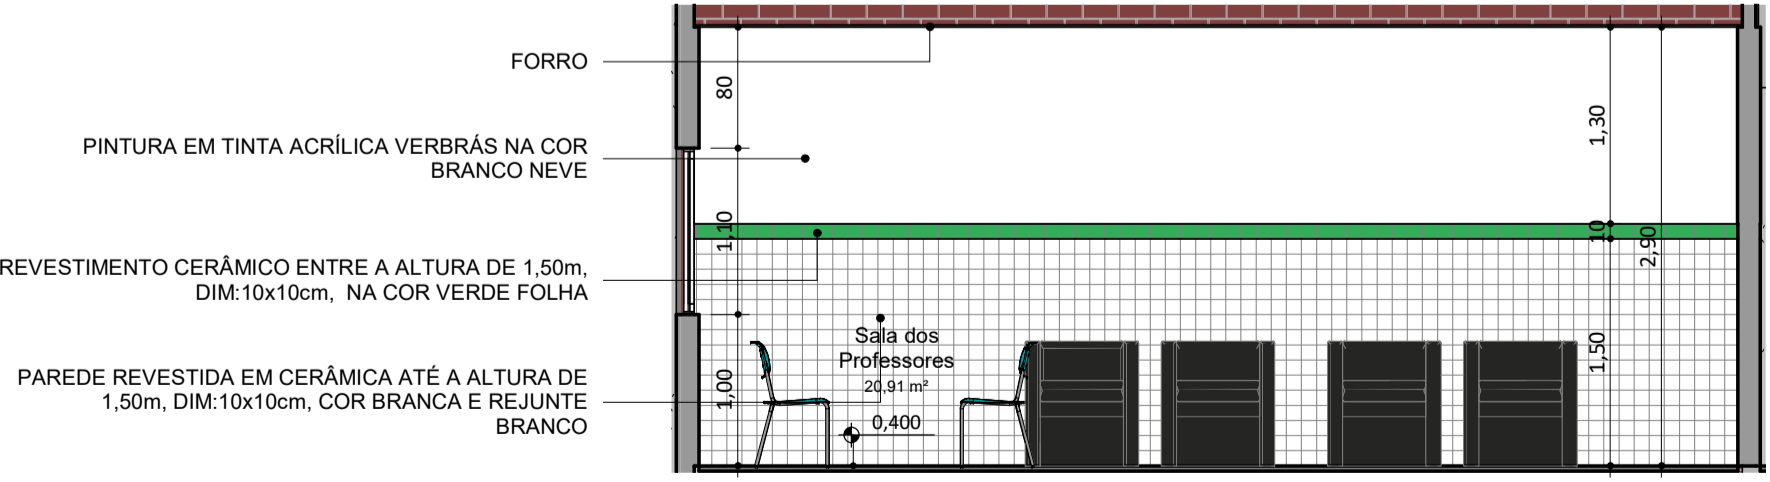 FORRO
PINTURA EM TINTA ACRÍLICA VERBRÁS NA COR
BRANCO NEVE
REVESTIMENTO CERÂMICO ENTRE A ALTURA DE 1,50m,
DIM:10x10cm, NA COR VERDE FOLHA
PAREDE REVESTIDA EM CERÂMICA ATÉ A ALTURA DE
1,50m, DIM:10x10cm, COR BRANCA E REJUNTE
BRANCO
80
1,10
1,00
Sala dos
Professores
20,91 m²
0,400
1,30
10
1,50
2,90